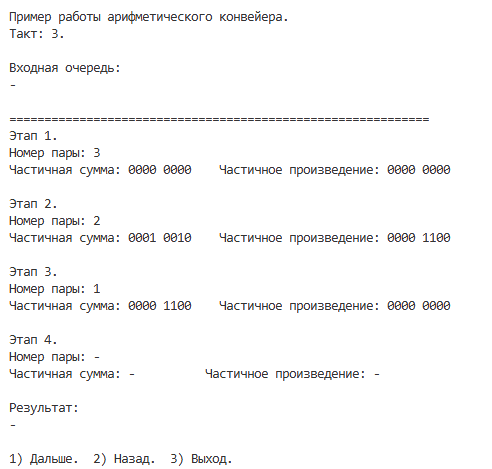 Пример работы арифметического конвейера.
Такт: 3.
Входная очередь:
-
============================================================
Этап 1.
Номер пары: 3
Частичная сумма: 0000 0000    Частичное произведение: 0000 0000
Этап 2.
Номер пары: 2
Частичная сумма: 0001 0010    Частичное произведение: 0000 1100
Этап 3.
Номер пары: 1
Частичная сумма: 0000 1100    Частичное произведение: 0000 0000
Этап 4.
Номер пары: -
Частичная сумма: -          Частичное произведение: -
Результат:
-
1) Дальше.  2) Назад.  3) Выход.